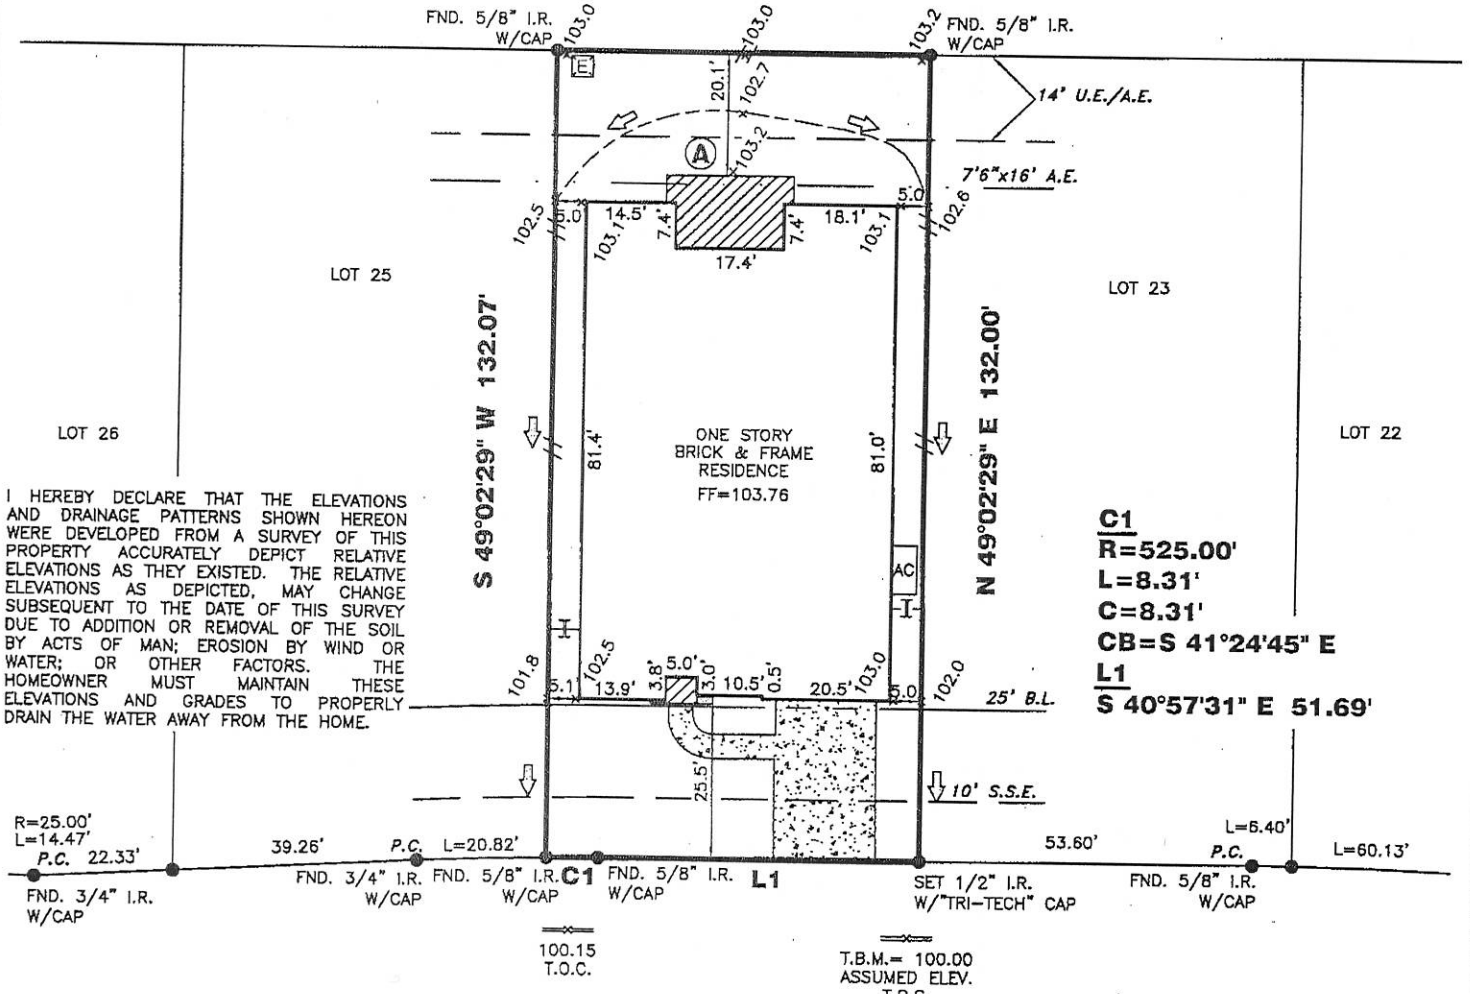 FND. 5/8" I.R.
W/CAP
103.0
103.0
103.2
FND. 5/8" I.R.
W/CAP
E
20.1'
102.7
14' U.E./A.E.
A
103.2
7'6"x16' A.E.
102.5
5.0'
14.5'
103.1
7.4'
17.4'
7.4'
18.1'
103.1
5.0'
102.6
LOT 25
LOT 23
S 49°02'29" W 132.07'
N 49°02'29" E 132.00'
LOT 26
LOT 22
81.4'
ONE STORY
BRICK & FRAME
RESIDENCE
FF=103.76
81.0'
AC
I HEREBY DECLARE THAT THE ELEVATIONS
AND DRAINAGE PATTERNS SHOWN HEREON
WERE DEVELOPED FROM A SURVEY OF THIS
PROPERTY ACCURATELY DEPICT RELATIVE
ELEVATIONS AS THEY EXISTED. THE RELATIVE
ELEVATIONS AS DEPICTED, MAY CHANGE
SUBSEQUENT TO THE DATE OF THIS SURVEY
DUE TO ADDITION OR REMOVAL OF THE SOIL
BY ACTS OF MAN; EROSION BY WIND OR
WATER; OR OTHER FACTORS. THE
HOMEOWNER MUST MAINTAIN THESE
ELEVATIONS AND GRADES TO PROPERLY
DRAIN THE WATER AWAY FROM THE HOME.
C1
R=525.00'
L=8.31'
C=8.31'
CB=S 41°24'45" E
L1
S 40°57'31" E 51.69'
101.8
5.1'
102.5
13.9'
3.8'
5.0'
3.0'
10.5'
0.5'
20.5'
103.0
5.0'
102.0
25' B.L.
25.5'
10' S.S.E.
R=25.00'
L=14.47'
P.C. 22.33'
39.26'
P.C. L=20.82'
53.60'
L=6.40'
P.C.
L=60.13'
FND. 3/4" I.R.
W/CAP
FND. 3/4" I.R.
W/CAP
FND. 5/8" I.R.
W/CAP
C1
FND. 5/8" I.R.
W/CAP
L1
SET 1/2" I.R.
W/"TRI-TECH" CAP
FND. 5/8" I.R.
W/CAP
100.15
T.O.C.
T.B.M.= 100.00
ASSUMED ELEV.